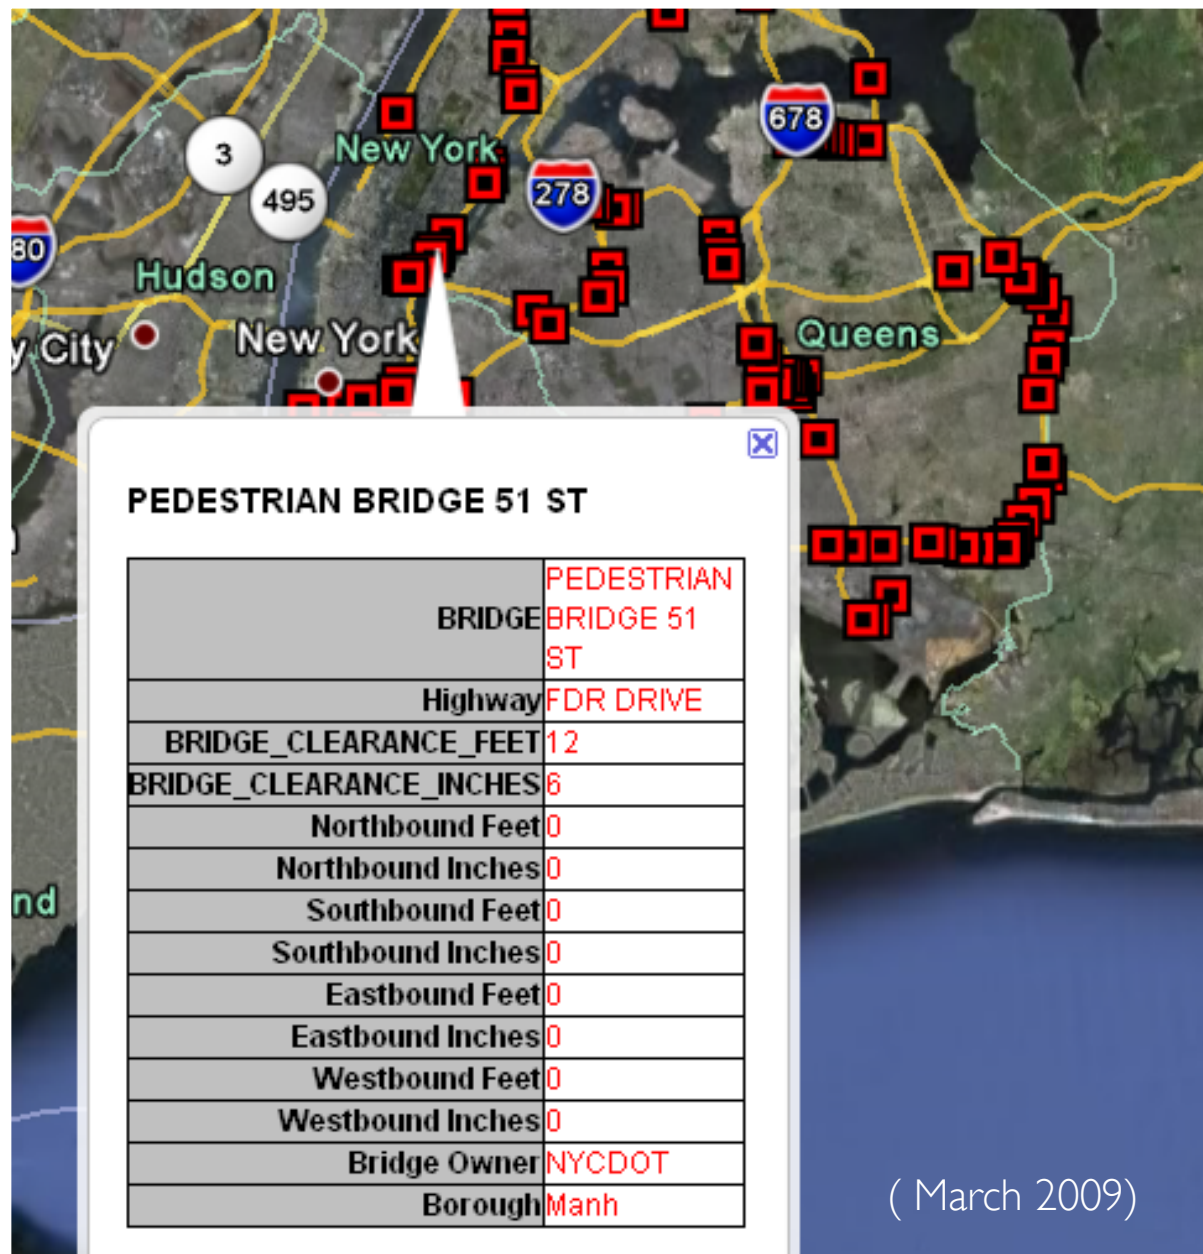 678
3
New York
278
495
80
Hudson
y City
New York
Queens
PEDESTRIAN BRIDGE 51 ST
BRIDGE PEDESTRIAN
BRIDGE 51
ST
Highway FDR DRIVE
BRIDGE_CLEARANCE_FEET 12
BRIDGE_CLEARANCE_INCHES 6
Northbound Feet 0
Northbound Inches 0
Southbound Feet 0
nd
Southbound Inches 0
Eastbound Feet 0
Eastbound Inches 0
Westbound Feet 0
Westbound Inches 0
Bridge Owner NYCDOT
Borough Manh
( March 2009)